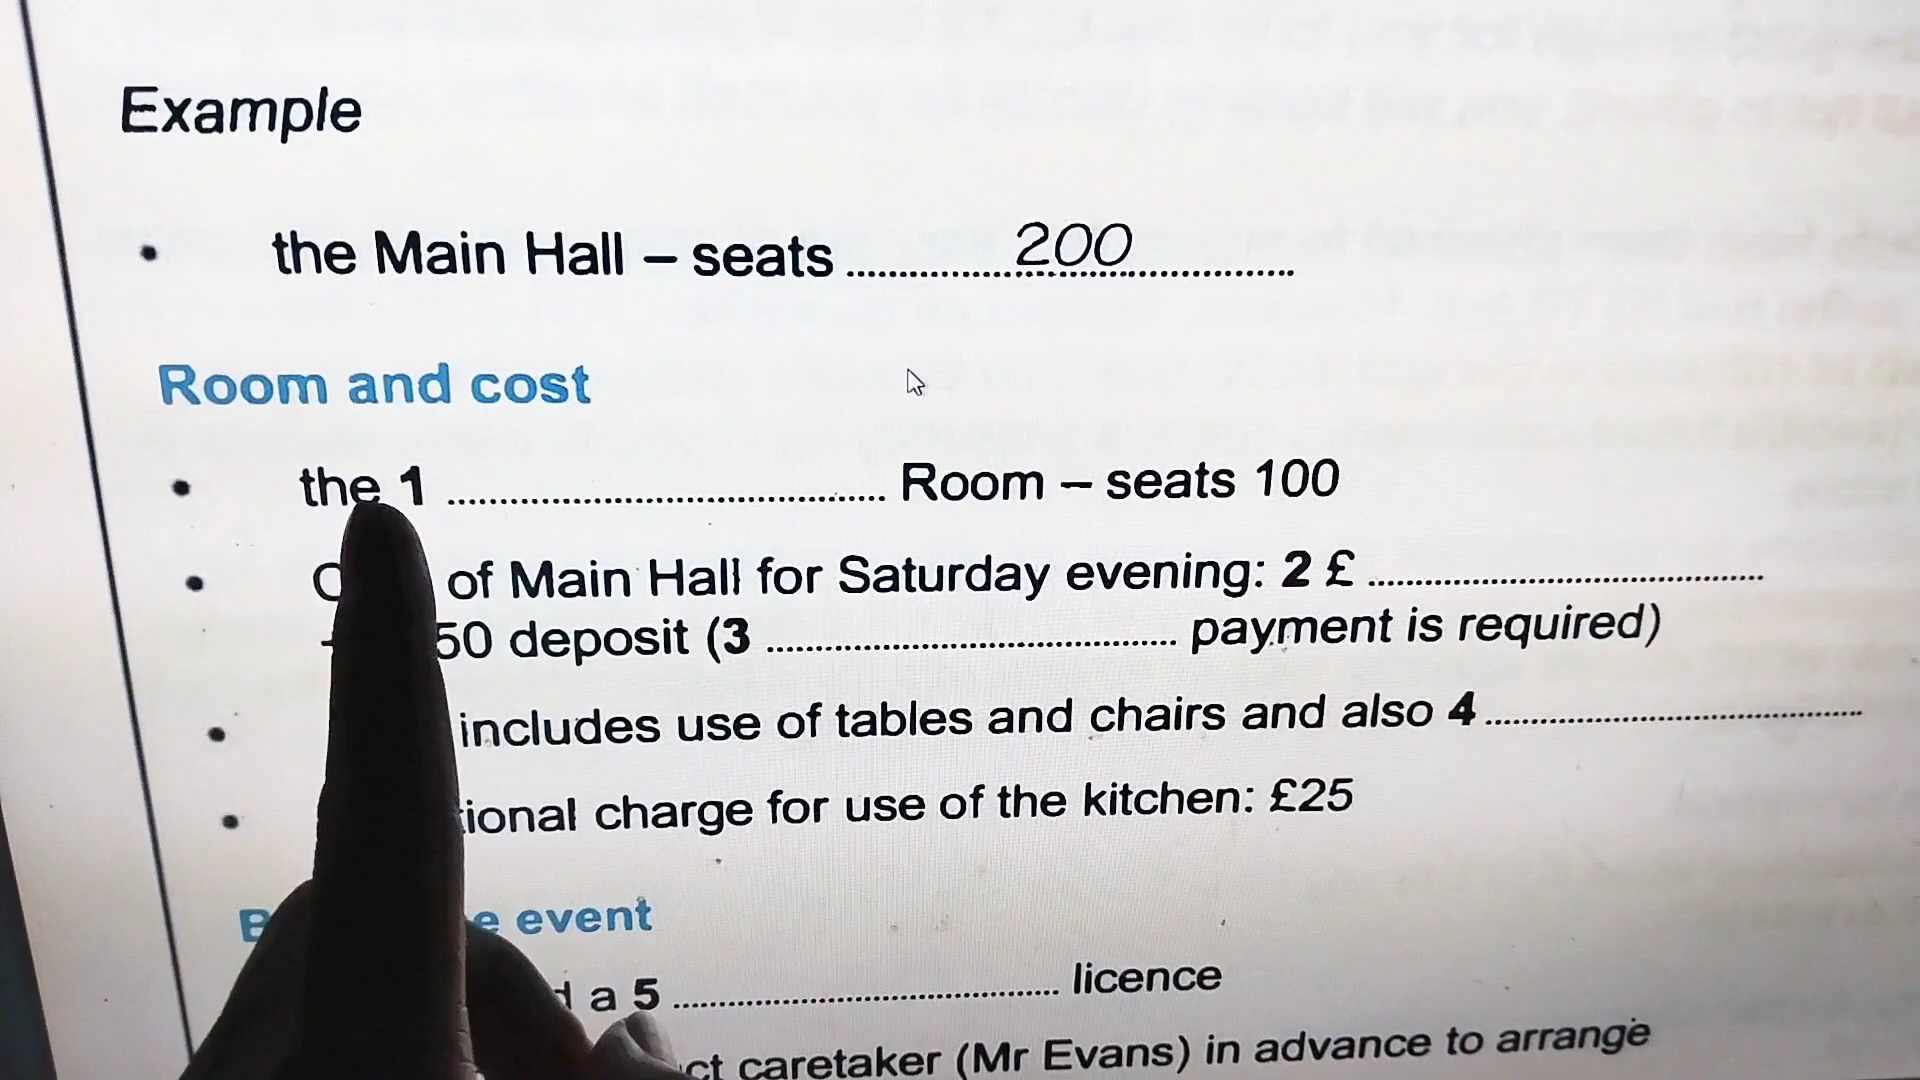 Example
• the Main Hall – seats ........ 200 ........
Room and cost
• the 1 ................ Room – seats 100
• of Main Hall for Saturday evening: 2 £ ................
50 deposit (3 ................ payment is required)
• includes use of tables and chairs and also 4 ................
• charge for use of the kitchen: £25
event
a 5 ................ licence
caretaker (Mr Evans) in advance to arrange